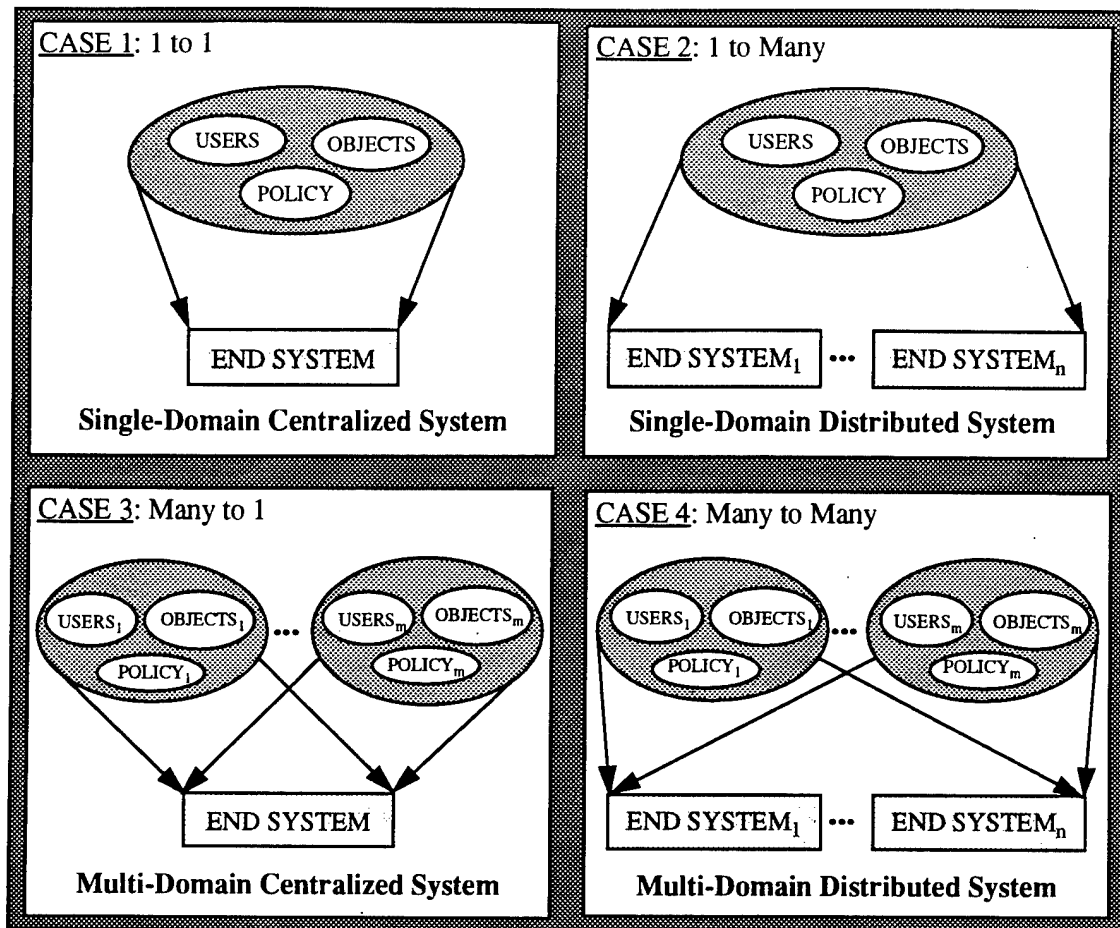 CASE 1: 1 to 1
USERS
OBJECTS
POLICY
END SYSTEM
Single-Domain Centralized System
CASE 2: 1 to Many
USERS
OBJECTS
POLICY
END SYSTEM₁ ••• END SYSTEMₙ
Single-Domain Distributed System
CASE 3: Many to 1
USERS₁ OBJECTS₁ ••• USERSₘ OBJECTSₘ
POLICY₁ POLICYₘ
END SYSTEM
Multi-Domain Centralized System
CASE 4: Many to Many
USERS₁ OBJECTS₁ ••• USERSₘ OBJECTSₘ
POLICY₁ POLICYₘ
END SYSTEM₁ ••• END SYSTEMₙ
Multi-Domain Distributed System